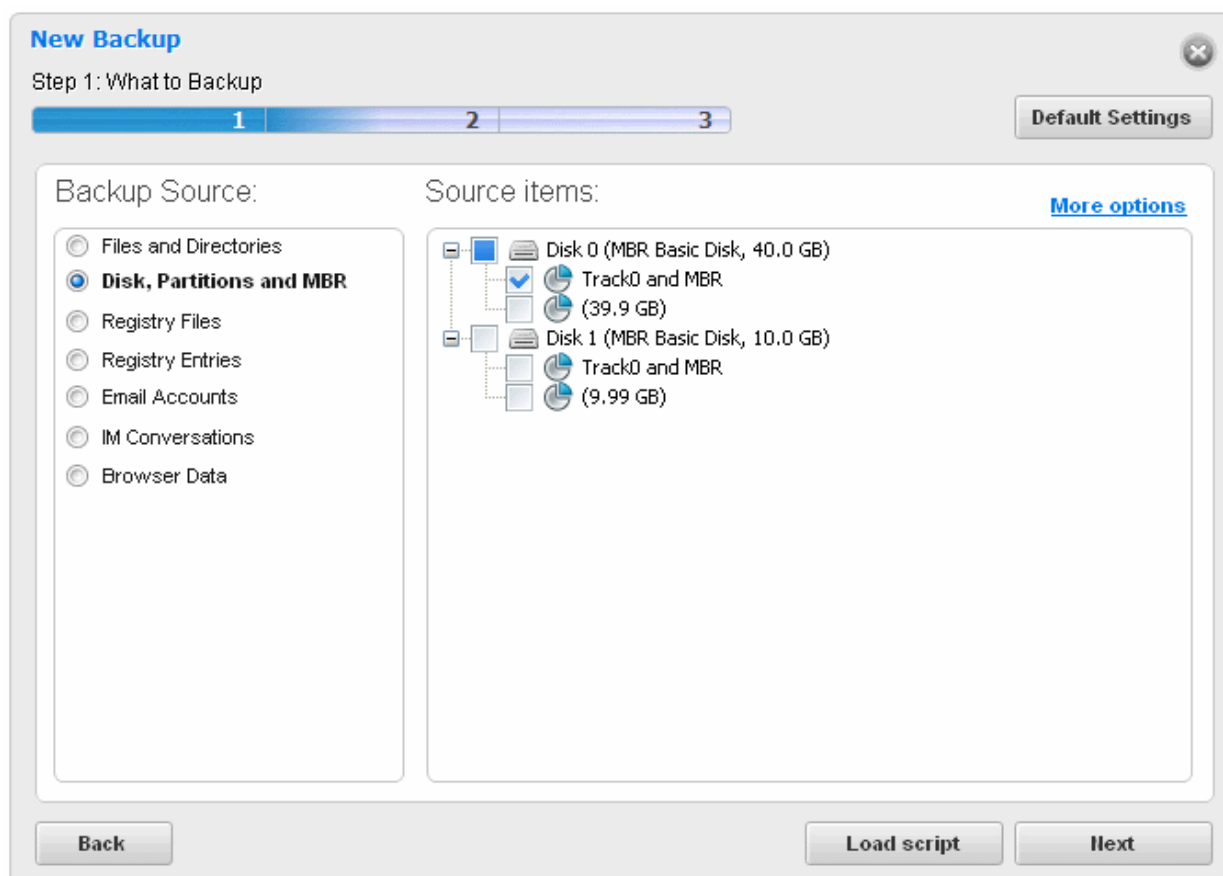 New Backup
Step 1: What to Backup
1 2 3
Default Settings
Backup Source:
Files and Directories
Disk, Partitions and MBR
Registry Files
Registry Entries
Email Accounts
IM Conversations
Browser Data
Source items:
More options
Disk 0 (MBR Basic Disk, 40.0 GB)
Track0 and MBR
(39.9 GB)
Disk 1 (MBR Basic Disk, 10.0 GB)
Track0 and MBR
(9.99 GB)
Back
Load script
Next